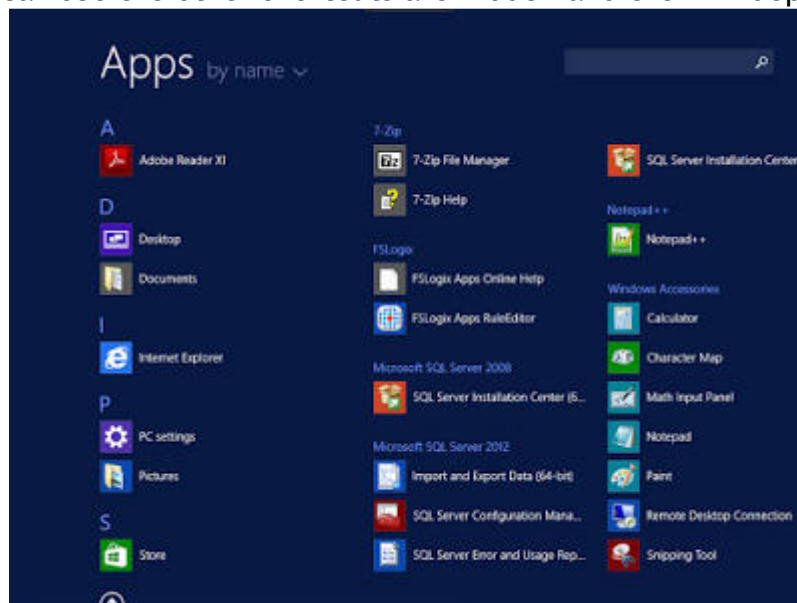 Apps by name
A
Adobe Reader XI
D
Desktop
Documents
I
Internet Explorer
P
PC settings
Pictures
S
Store
7-Zip
7-Zip File Manager
7-Zip Help
FSLogix
FSLogix Apps Online Help
FSLogix Apps RuleEditor
Microsoft SQL Server 2008
SQL Server Installation Center (6...
Microsoft SQL Server 2012
Import and Export Data (64-bit)
SQL Server Configuration Mana...
SQL Server Error and Usage Rep...
SQL Server Installation Center
Notepad++
Notepad++
Windows Accessories
Calculator
Character Map
Math Input Panel
Notepad
Paint
Remote Desktop Connection
Snipping Tool